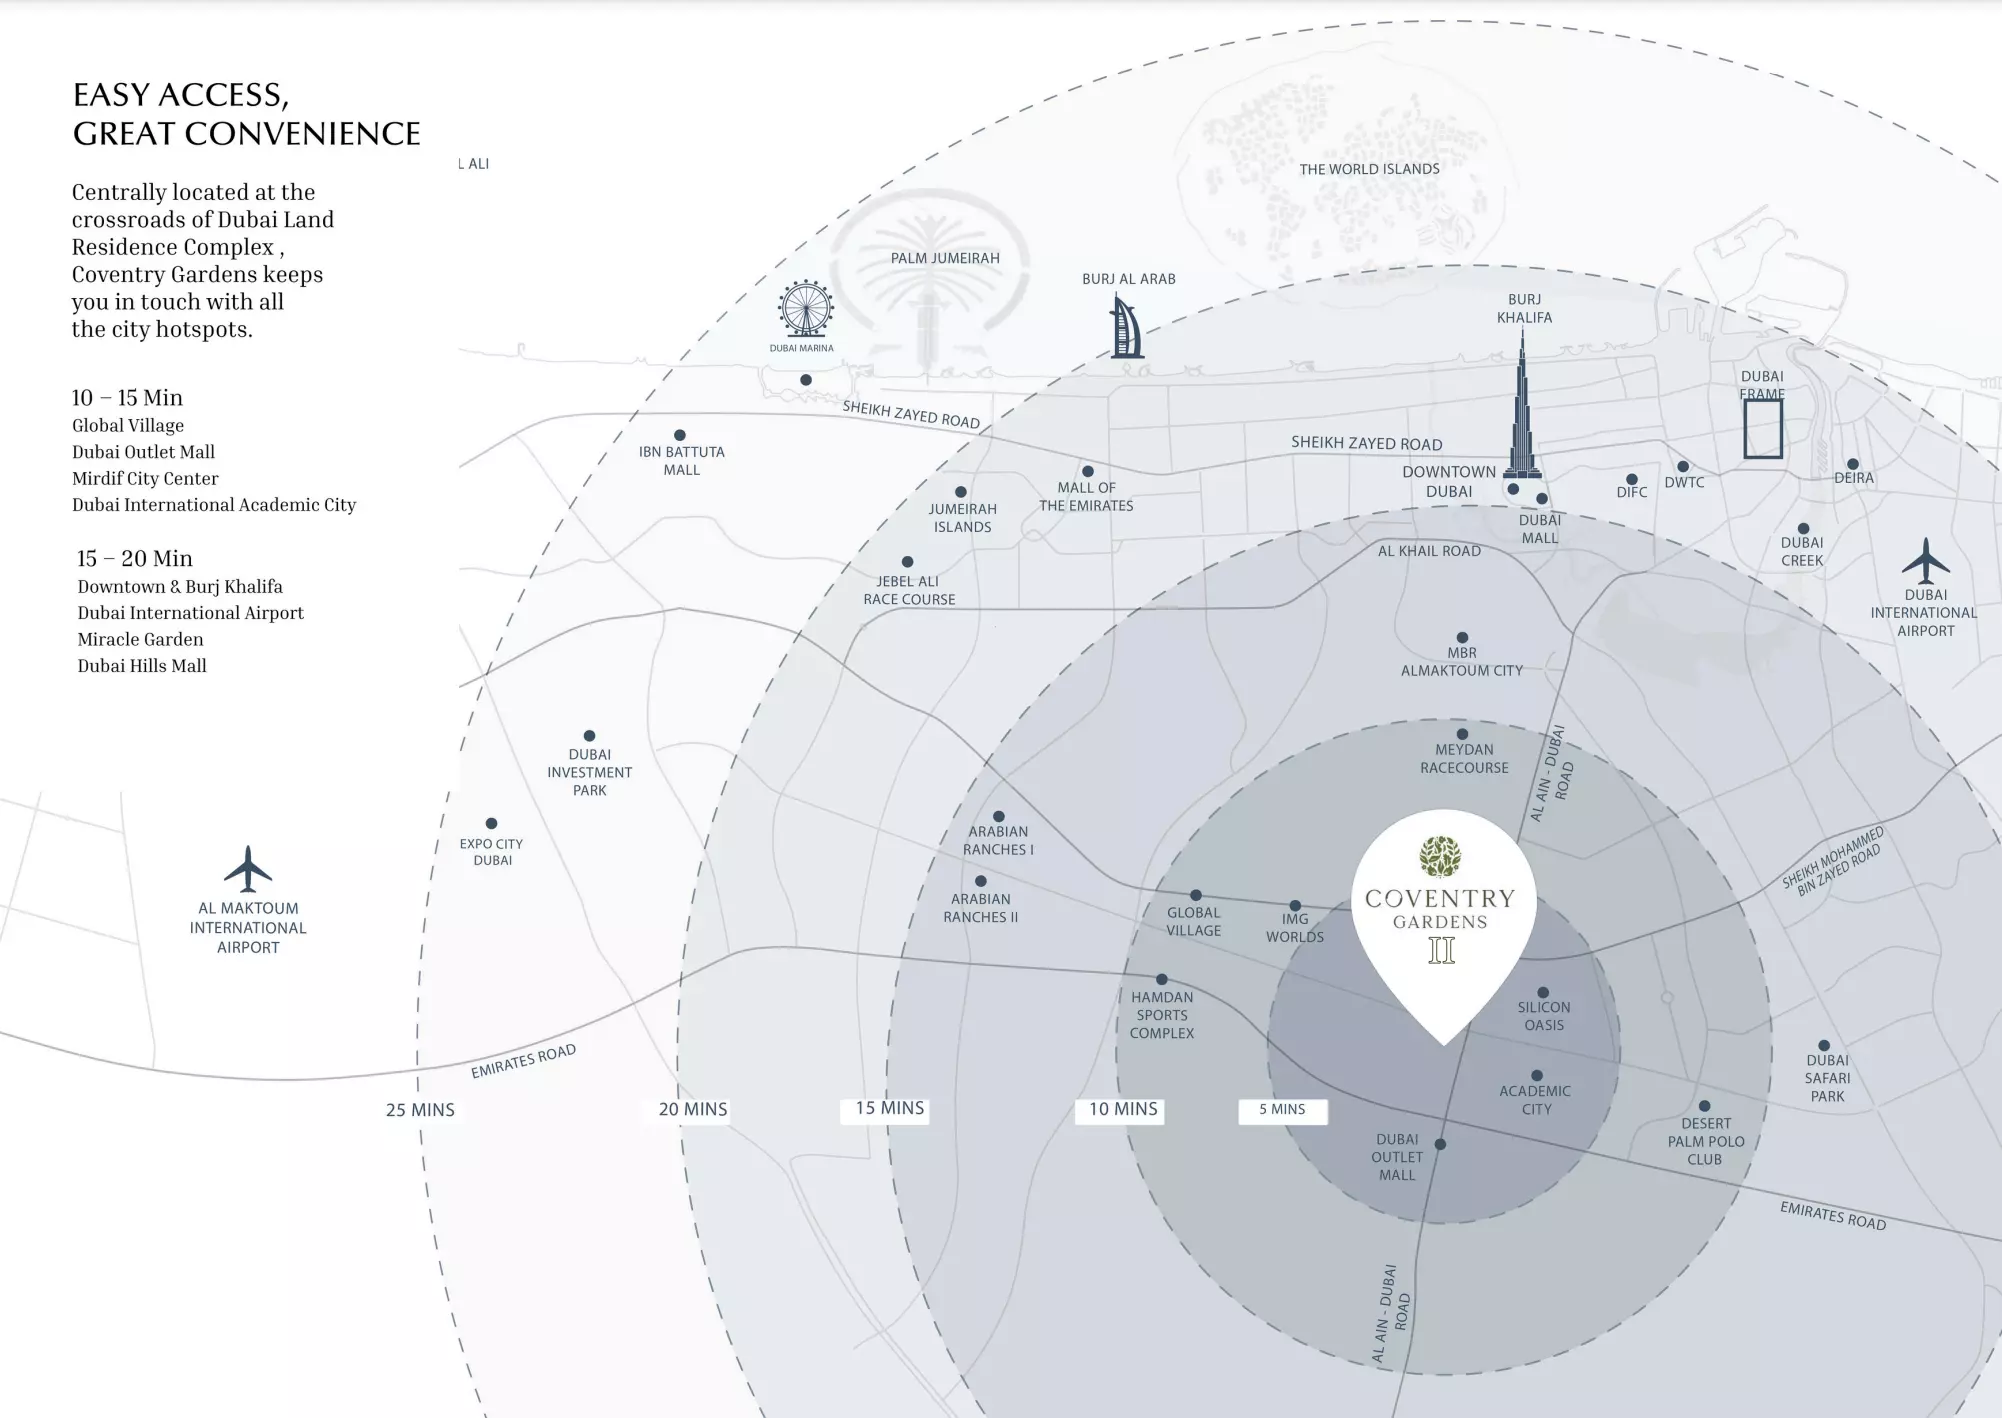 EASY ACCESS,
GREAT CONVENIENCE
Centrally located at the
crossroads of Dubai Land
Residence Complex ,
Coventry Gardens keeps
you in touch with all
the city hotspots.
10 – 15 Min
Global Village
Dubai Outlet Mall
Mirdif City Center
Dubai International Academic City
15 – 20 Min
Downtown & Burj Khalifa
Dubai International Airport
Miracle Garden
Dubai Hills Mall
L ALI
THE WORLD ISLANDS
PALM JUMEIRAH
BURJ AL ARAB
BURJ
KHALIFA
DUBAI MARINA
DUBAI
FRAME
SHEIKH ZAYED ROAD
SHEIKH ZAYED ROAD
IBN BATTUTA
MALL
JUMEIRAH
ISLANDS
MALL OF
THE EMIRATES
DOWNTOWN
DUBAI
DUBAI
MALL
DIFC
DWTC
DEIRA
DUBAI
CREEK
DUBAI
INTERNATIONAL
AIRPORT
JEBEL ALI
RACE COURSE
AL KHAIL ROAD
MBR
ALMAKTOUM CITY
MEYDAN
RACECOURSE
AL AIN - DUBAI
ROAD
DUBAI
INVESTMENT
PARK
EXPO CITY
DUBAI
AL MAKTOUM
INTERNATIONAL
AIRPORT
ARABIAN
RANCHES I
ARABIAN
RANCHES II
GLOBAL
VILLAGE
IMG
WORLDS
COVENTRY
GARDENS
II
SHEIKH MOHAMMED
BIN ZAYED ROAD
HAMDAN
SPORTS
COMPLEX
SILICON
OASIS
ACADEMIC
CITY
DUBAI
SAFARI
PARK
DESERT
PALM POLO
CLUB
DUBAI
OUTLET
MALL
EMIRATES ROAD
25 MINS
20 MINS
15 MINS
10 MINS
5 MINS
EMIRATES ROAD
AL AIN - DUBAI
ROAD